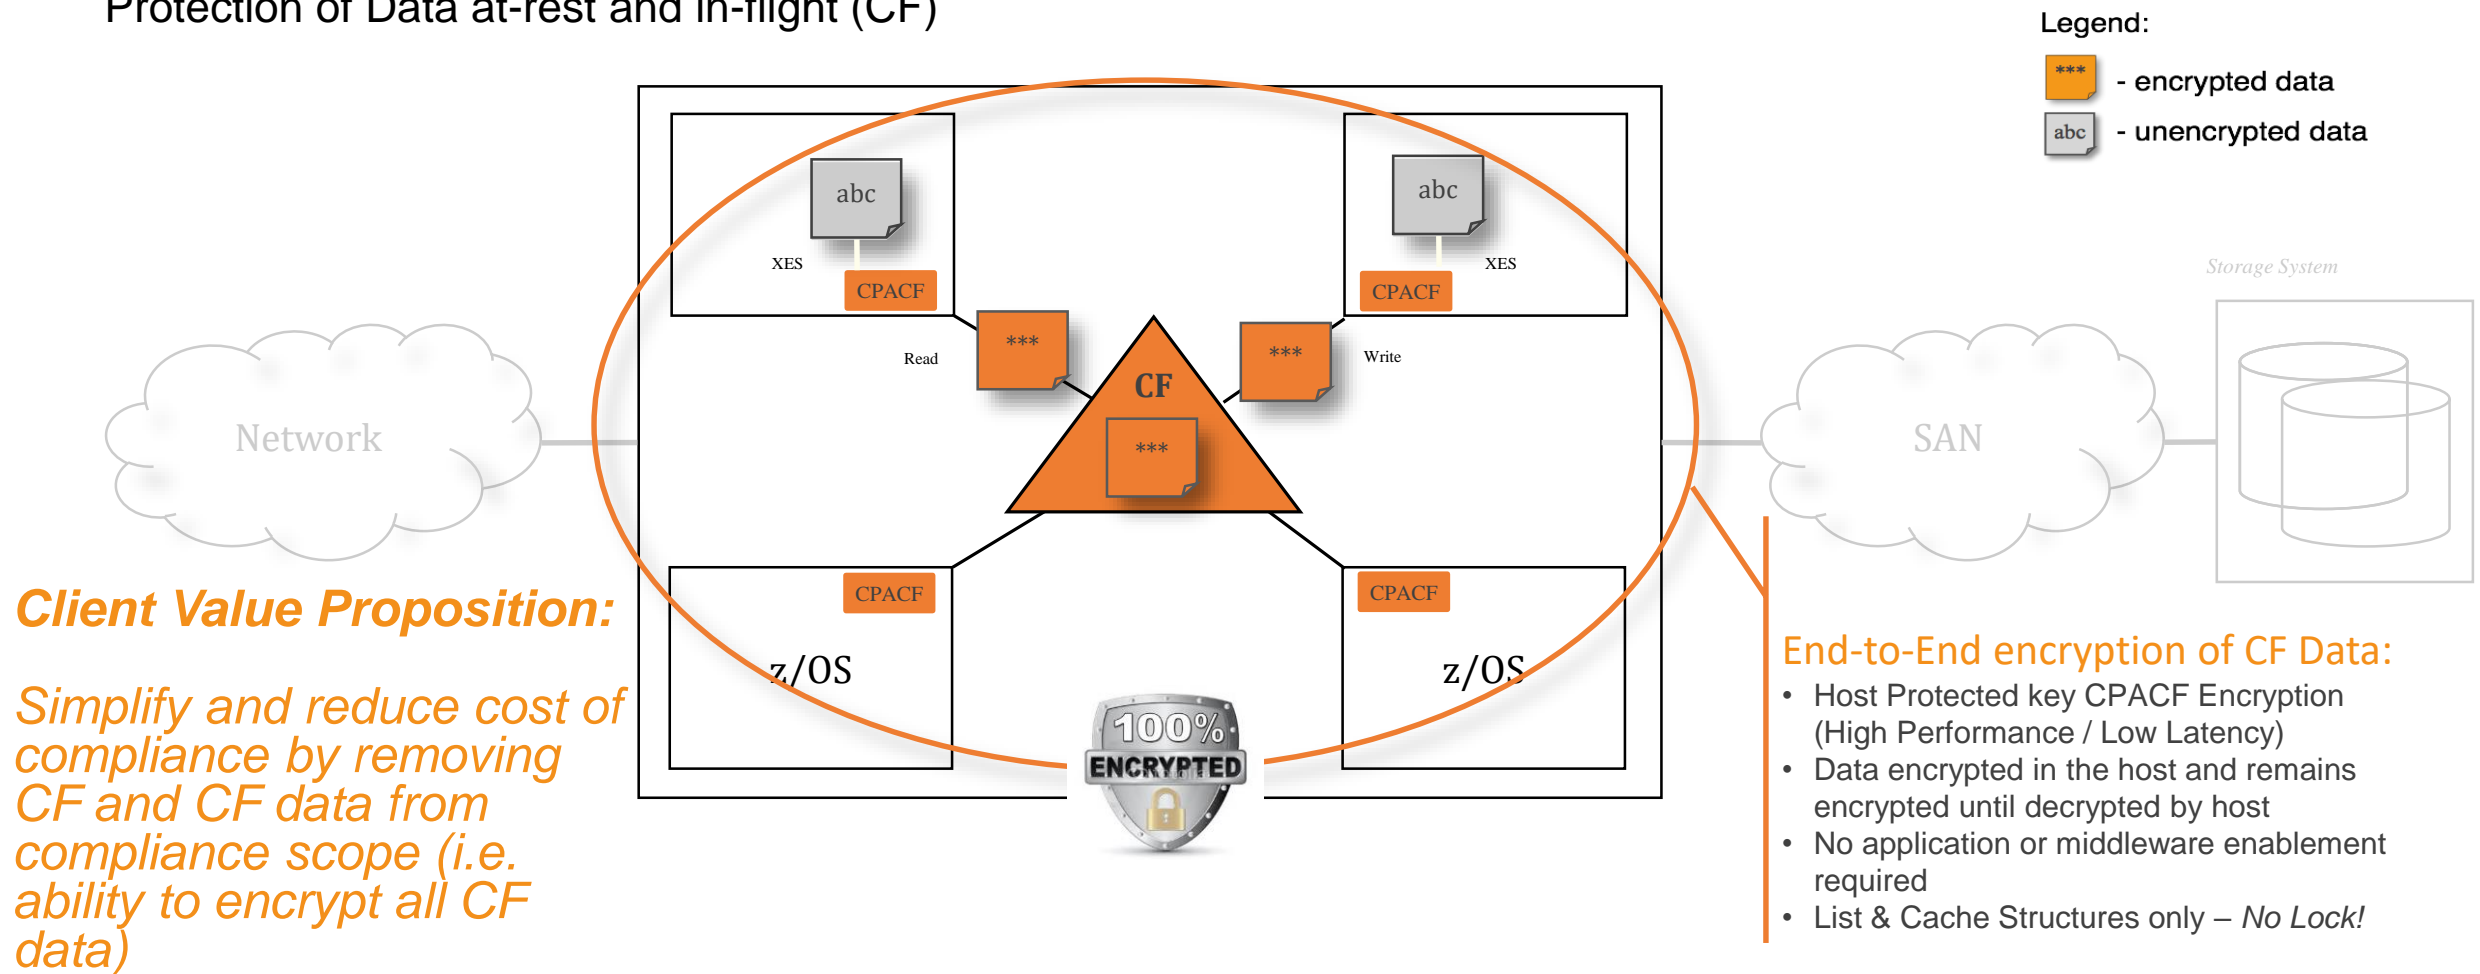 Protection of Data at-rest and in-flight (CF)
Legend:
*** - encrypted data
abc - unencrypted data
abc
XES
CPACF
abc
XES
CPACF
Storage System
***
Read
***
Write
CF
***
Network
SAN
CPACF
z/OS
CPACF
z/OS
100%
ENCRYPTED
Client Value Proposition:
Simplify and reduce cost of
compliance by removing
CF and CF data from
compliance scope (i.e.
ability to encrypt all CF
data)
End-to-End encryption of CF Data:
• Host Protected key CPACF Encryption
(High Performance / Low Latency)
• Data encrypted in the host and remains
encrypted until decrypted by host
• No application or middleware enablement
required
• List & Cache Structures only – No Lock!